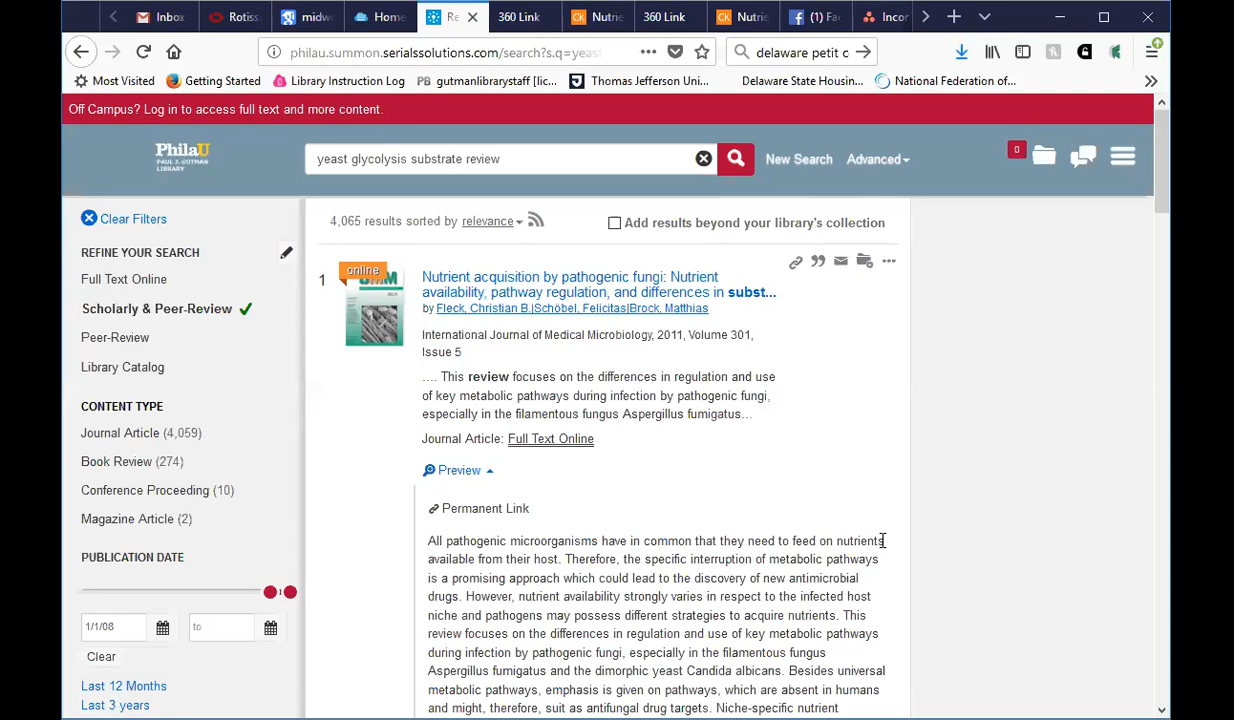 Inbox
Rotiss
midw
Home
Re
360 Link
Nutrie
360 Link
Nutrie
(1) Fac
Incor
philau.summon.serialssolutions.com/search?s.q=yeas
delaware petit c
Most Visited
Getting Started
Library Instruction Log
PB gutmanlibrarystaff [lic...
Thomas Jefferson Uni...
Delaware State Housin...
National Federation of...
Off Campus? Log in to access full text and more content.
PhilaU
PAUL J. GUTMAN
LIBRARY
yeast glycolysis substrate review
New Search
Advanced
0
Clear Filters
REFINE YOUR SEARCH
Full Text Online
Scholarly & Peer-Review
Peer-Review
Library Catalog
CONTENT TYPE
Journal Article (4,059)
Book Review (274)
Conference Proceeding (10)
Magazine Article (2)
PUBLICATION DATE
1/1/08
to
Clear
Last 12 Months
Last 3 years
4,065 results sorted by relevance
Add results beyond your library's collection
1
online
Nutrient acquisition by pathogenic fungi: Nutrient
availability, pathway regulation, and differences in subst...
by Fleck, Christian B.|Schöbel, Felicitas|Brock, Matthias
International Journal of Medical Microbiology, 2011, Volume 301,
Issue 5
.... This review focuses on the differences in regulation and use
of key metabolic pathways during infection by pathogenic fungi,
especially in the filamentous fungus Aspergillus fumigatus...
Journal Article: Full Text Online
Preview
Permanent Link
All pathogenic microorganisms have in common that they need to feed on nutrients
available from their host. Therefore, the specific interruption of metabolic pathways
is a promising approach which could lead to the discovery of new antimicrobial
drugs. However, nutrient availability strongly varies in respect to the infected host
niche and pathogens may possess different strategies to acquire nutrients. This
review focuses on the differences in regulation and use of key metabolic pathways
during infection by pathogenic fungi, especially in the filamentous fungus
Aspergillus fumigatus and the dimorphic yeast Candida albicans. Besides universal
metabolic pathways, emphasis is given on pathways, which are absent in humans
and might, therefore, suit as antifungal drug targets. Niche-specific nutrient